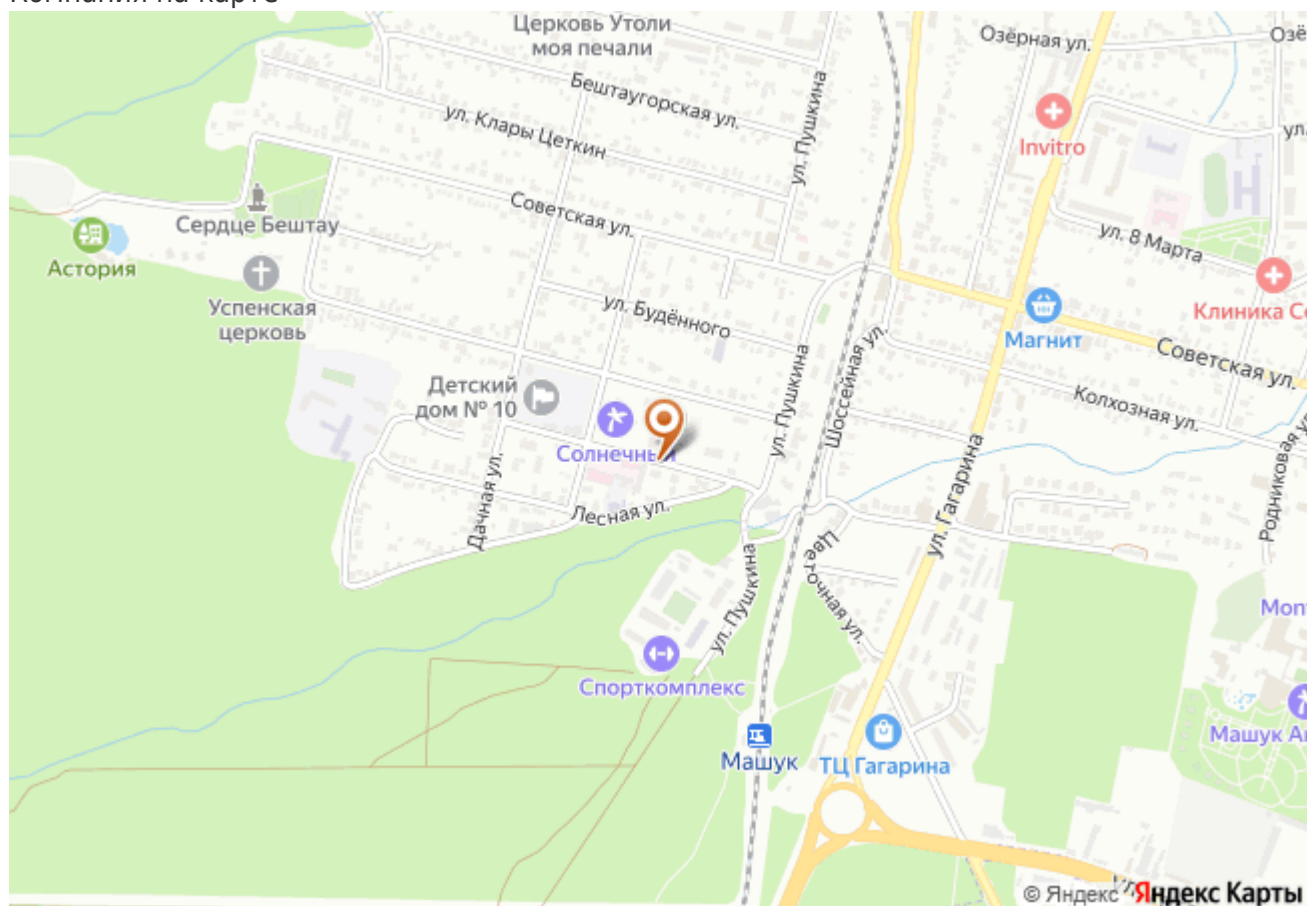 Компания на карте
Церковь Утоли
моя печали
Озёрная ул.
Бештаугорская ул.
ул. Пушкина
ул. Клары Цеткин
Invitro
Советская ул.
Сердце Бештау
ул. 8 Марта
Астория
Успенская
церковь
ул. Будённого
Магнит
Советская ул.
Детский
дом № 10
ул. Пушкина
Шоссейная ул.
Колхозная ул.
Солнечный
Дачная ул.
Лесная ул.
ул. Гагарина
Цветочная ул.
ул. Пушкина
Спорткомплекс
Машук
ТЦ Гагарина
© Яндекс
Яндекс Карты